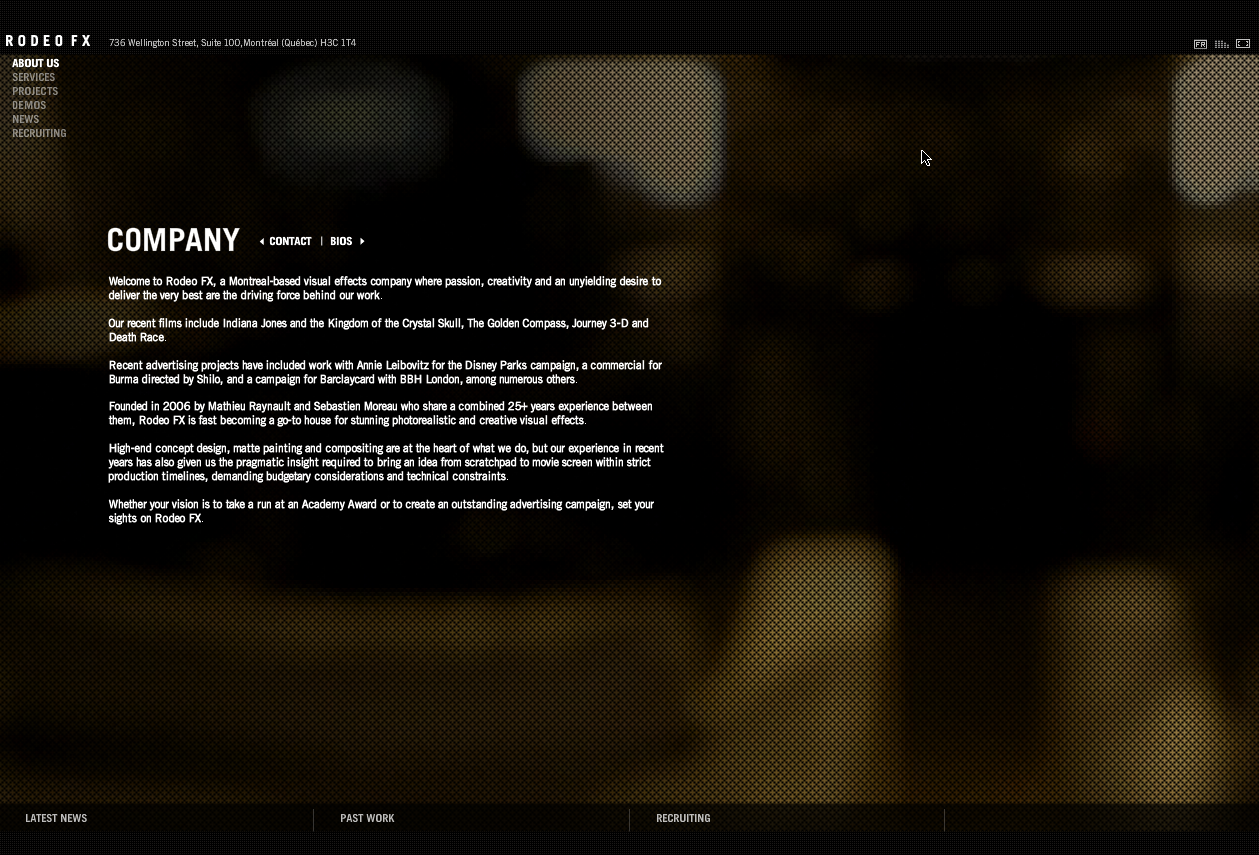 RODEO FX
736 Wellington Street, Suite 100,Montréal (Québec) H3C 1T4
FR
ABOUT US
SERVICES
PROJECTS
DEMOS
NEWS
RECRUITING
COMPANY
CONTACT | BIOS
Welcome to Rodeo FX, a Montreal-based visual effects company where passion, creativity and an unyielding desire to
deliver the very best are the driving force behind our work.
Our recent films include Indiana Jones and the Kingdom of the Crystal Skull, The Golden Compass, Journey 3-D and
Death Race.
Recent advertising projects have included work with Annie Leibovitz for the Disney Parks campaign, a commercial for
Burma directed by Shilo, and a campaign for Barclaycard with BBH London, among numerous others.
Founded in 2006 by Mathieu Raynault and Sebastien Moreau who share a combined 25+ years experience between
them, Rodeo FX is fast becoming a go-to house for stunning photorealistic and creative visual effects.
High-end concept design, matte painting and compositing are at the heart of what we do, but our experience in recent
years has also given us the pragmatic insight required to bring an idea from scratchpad to movie screen within strict
production timelines, demanding budgetary considerations and technical constraints.
Whether your vision is to take a run at an Academy Award or to create an outstanding advertising campaign, set your
sights on Rodeo FX.
LATEST NEWS
PAST WORK
RECRUITING